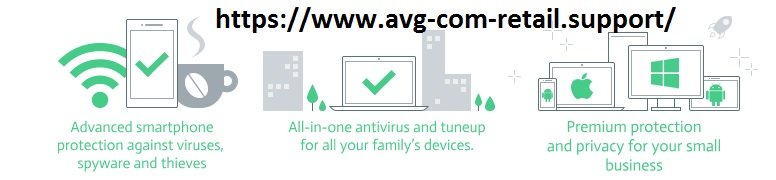 https://www.avg-com-retail.support/
Advanced smartphone
protection against viruses,
spyware and thieves
All-in-one antivirus and tuneup
for all your family's devices.
Premium protection
and privacy for your small
business